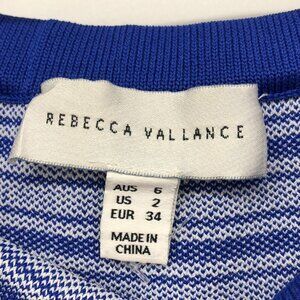 REBECCA VALLANCE
AUS 6
US 2
EUR 34
MADE IN
CHINA